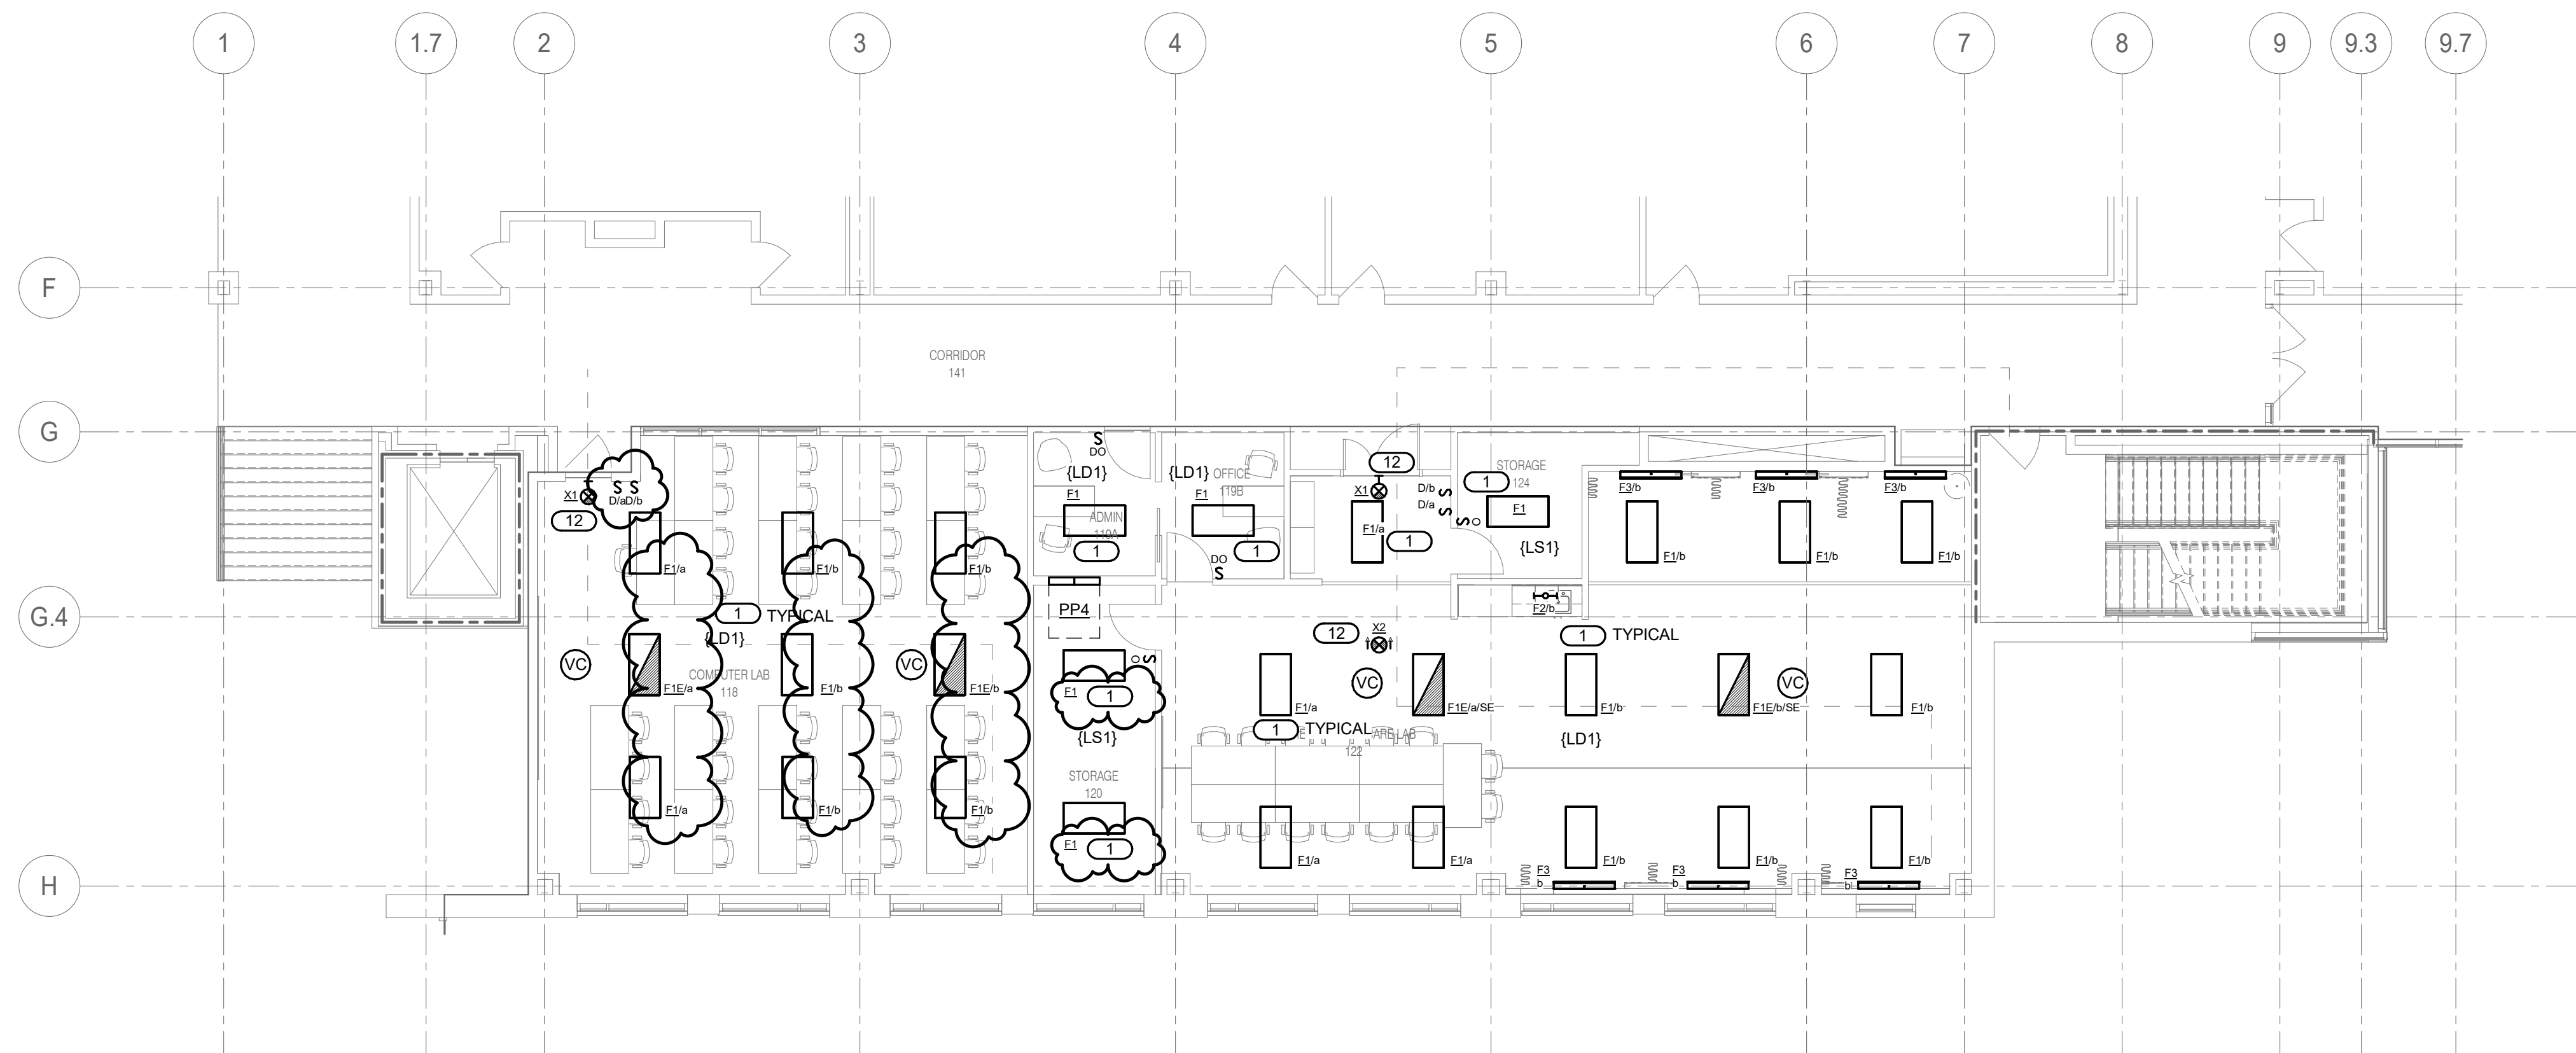 1
1.7
2
3
4
5
6
7
8
9
9.3
9.7
F
CORRIDOR
141
G
S
DO
{LD1}
F1
ADMIN
{LD1}
OFFICE
119B
F1
DO
S
12
X1
D/b S
D/a S
F1/a
1
1
STORAGE
124
F1
S O
{LS1}
F3/b
F3/b
F3/b
F1/b
F1/b
F1/b
X1
S S
D/aD/b
12
1
1
F1/a
F1/b
F1/b
G.4
1 TYPICAL
{LD1}
PP4
F2/b
12
X2
1 TYPICAL
VC
VC
COMPUTER LAB
118
F1E/a
F1/b
F1E/b
O S
F1
1
{LS1}
VC
VC
F1/a
F1E/a/SE
F1/b
F1E/b/SE
F1/b
1 TYPICAL
LAB
122
{LD1}
STORAGE
120
F1
1
F1/a
F1/b
F1/b
F1/a
F1/a
F1/b
F1/b
F1/b
F3
b
F3
b
F3
b
H